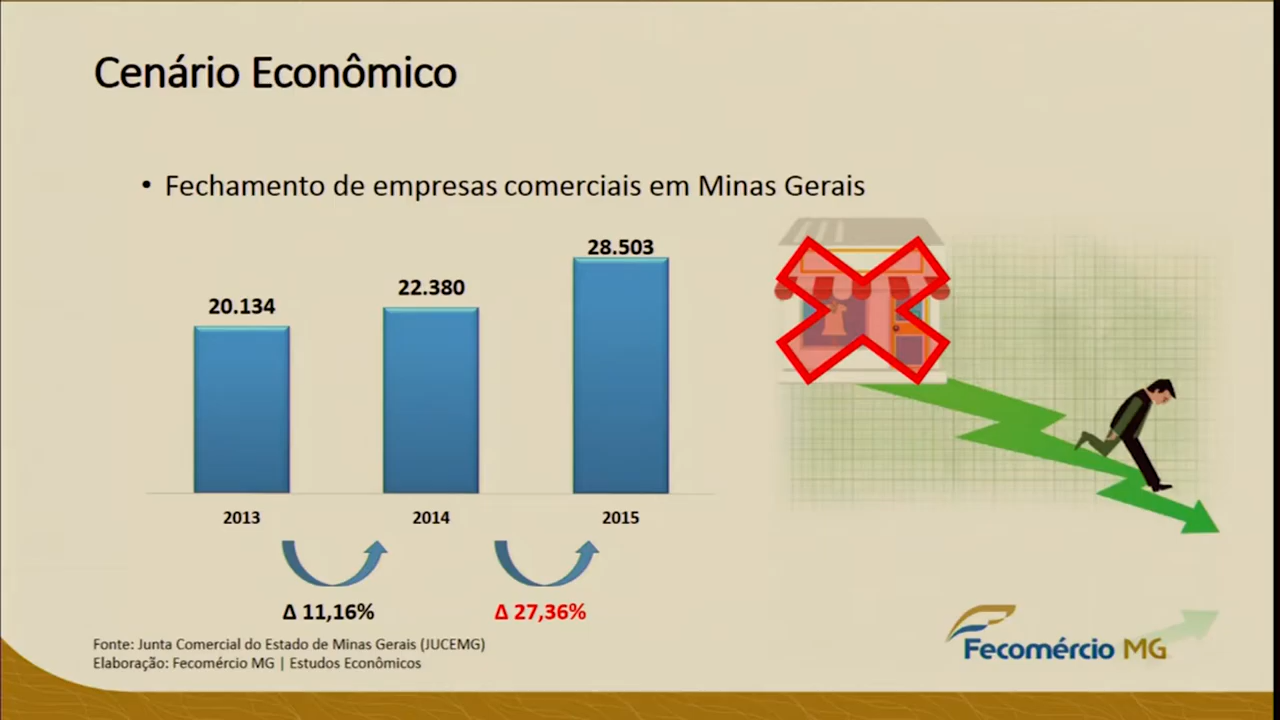 Cenário Econômico
• Fechamento de empresas comerciais em Minas Gerais
20.134
22.380
28.503
2013
2014
2015
Δ 11,16%
Δ 27,36%
Fonte: Junta Comercial do Estado de Minas Gerais (JUCEMG)
Elaboração: Fecomércio MG | Estudos Econômicos
Fecomércio MG